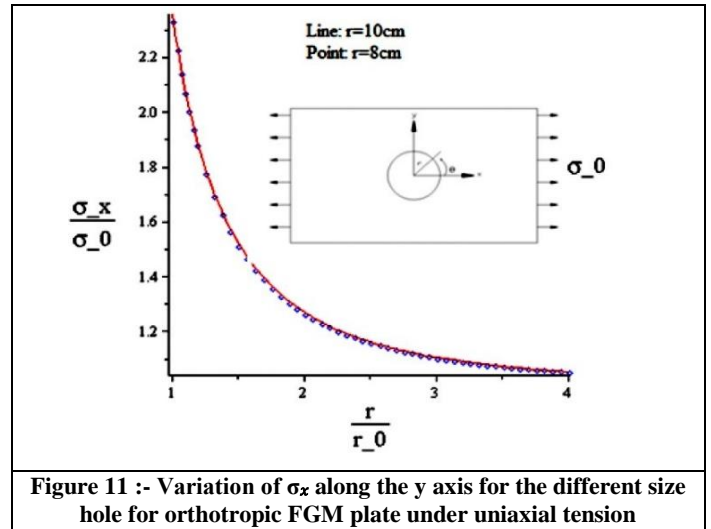 Line: r=10cm
Point: r=8cm
2.2
2.0
1.8
1.6
1.4
1.2
σ_x
σ_0
y
r
θ
x
σ_0
1
2
3
4
r
r_0
Figure 11 :- Variation of σₓ along the y axis for the different size
hole for orthotropic FGM plate under uniaxial tension